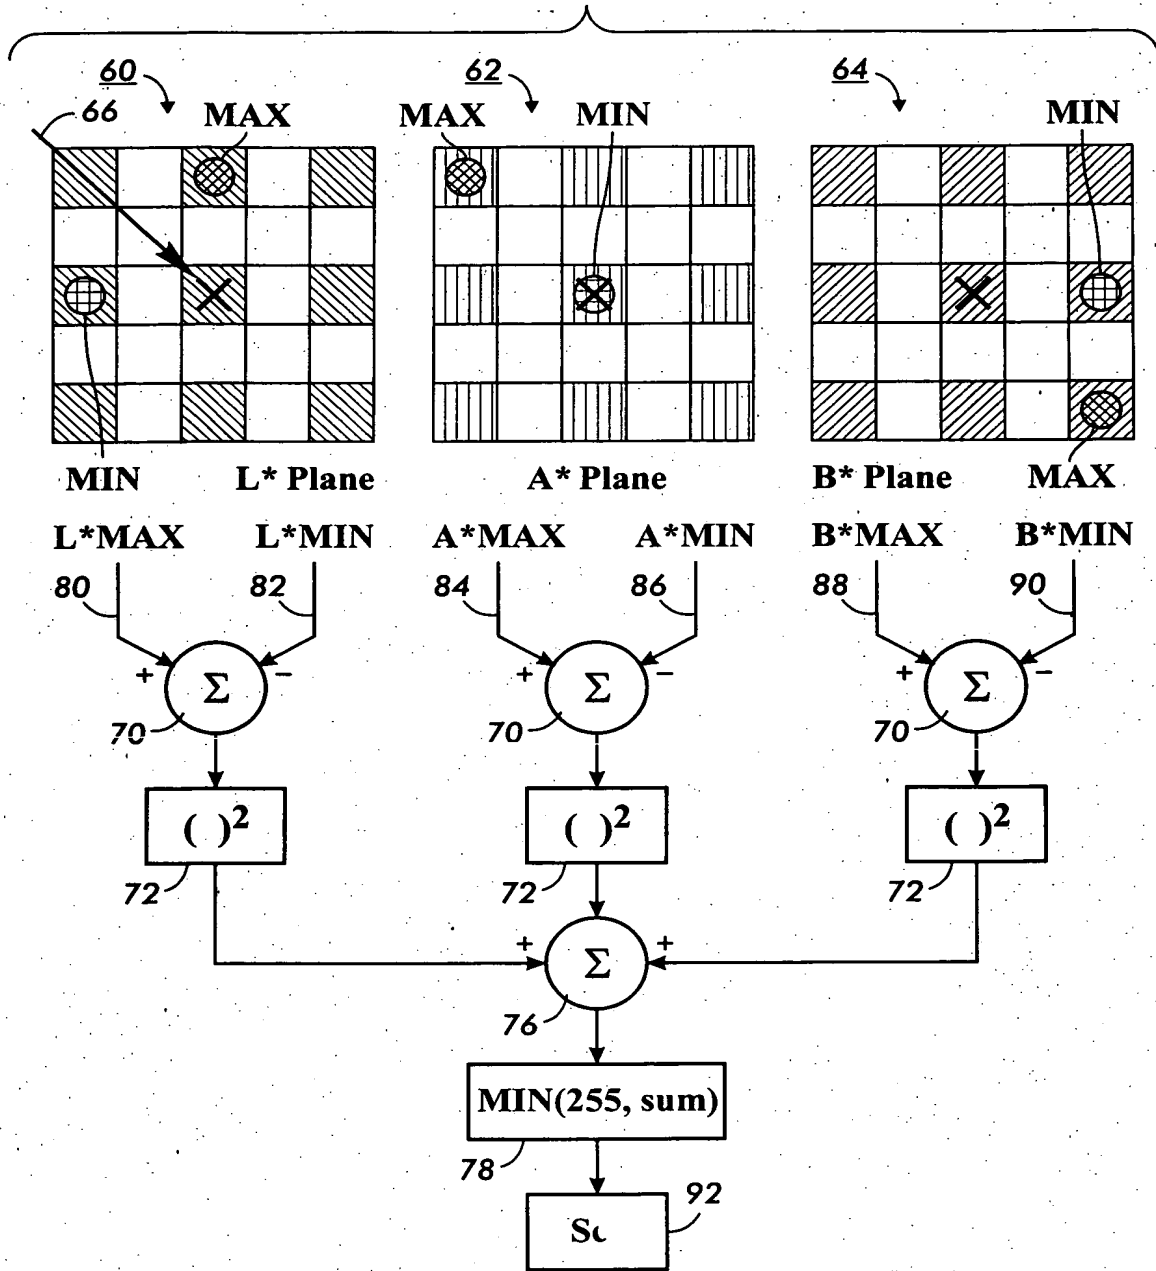 60 62 64
66 MAX MAX MIN MIN
MIN L* Plane A* Plane B* Plane MAX
L*MAX L*MIN A*MAX A*MIN B*MAX B*MIN
80 82 84 86 88 90
+ Σ − + Σ − + Σ −
70 70 70
( )² ( )² ( )²
72 72 72
+ Σ +
76
MIN(255, sum)
78
92